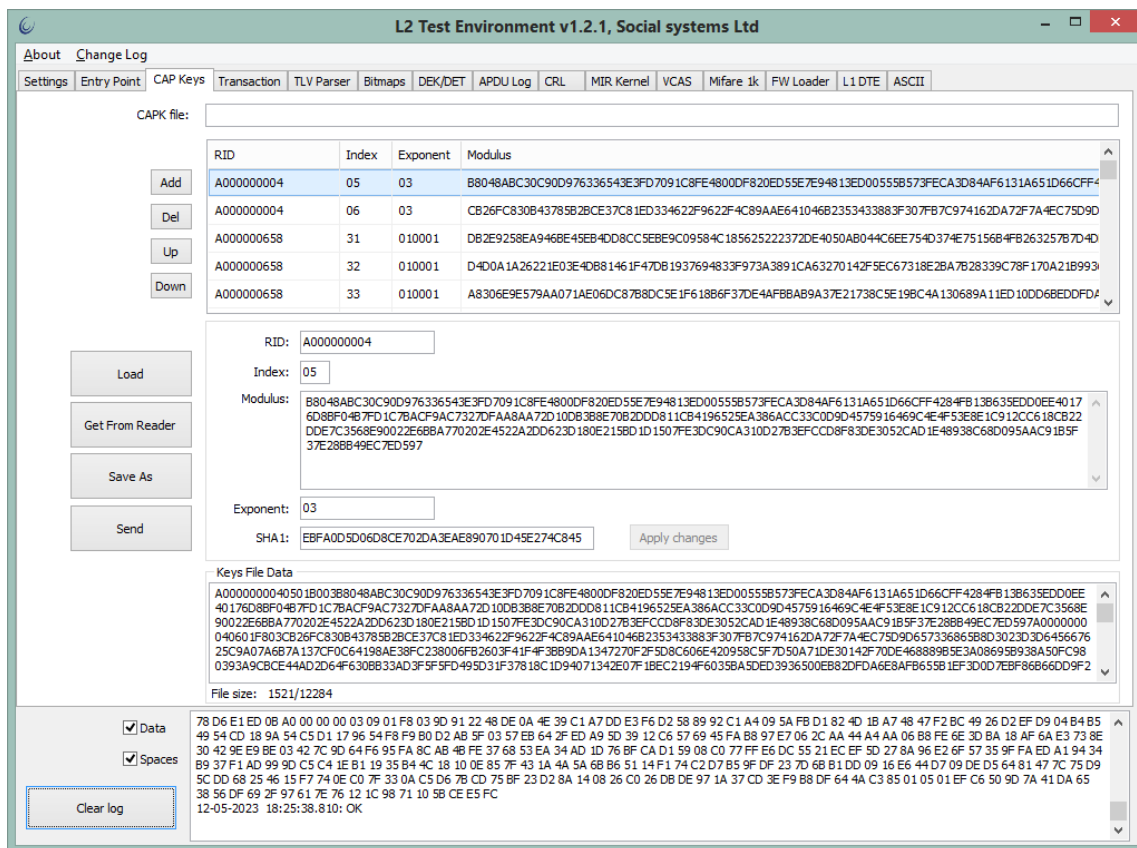 L2 Test Environment v1.2.1, Social systems Ltd
About Change Log
Settings Entry Point CAP Keys Transaction TLV Parser Bitmaps DEK/DET APDU Log CRL MIR Kernel VCAS Mifare 1k FW Loader L1 DTE ASCII
CAPK file:
RID Index Exponent Modulus
Add A000000004 05 03 B8048ABC30C90D976336543E3FD7091C8FE4800DF820ED55E7E94813ED00555B573FECA3D84AF6131A651D66CFF4
Del A000000004 06 03 CB26FC830B43785B2BCE37C81ED334622F9622F4C89AAE641046B2353433883F307FB7C974162DA72F7A4EC75D9D
A000000658 31 010001 DB2E9258EA946BE45EB4DD8CC5EBE9C09584C185625222372DE4050AB044C6EE754D374E75156B4FB263257B7D4D
Up
A000000658 32 010001 D4D0A1A26221E03E4DB81461F47DB1937694833F973A3891CA63270142F5EC67318E2BA7B28339C78F170A21B993
Down A000000658 33 010001 A8306E9E579AA071AE06DC87B8DC5E1F618B6F37DE4AFBBAB9A37E21738C5E19BC4A130689A11ED10DD6BEDDFDA
RID: A000000004
Load Index: 05
Modulus: B8048ABC30C90D976336543E3FD7091C8FE4800DF820ED55E7E94813ED00555B573FECA3D84AF6131A651D66CFF4284FB13B635EDD0EE4017
6D8BF04B7FD1C7BACF9AC7327DFAA8AA72D10DB3B8E70B2DDD811CB4196525EA386ACC33C0D9D4575916469C4E4F53E8E1C912CC618CB22
DDE7C3568E90022E6BBA770202E4522A2DD623D180E215BD1D1507FE3DC90CA310D27B3EFCCD8F83DE3052CAD1E48938C68D095AAC91B5F
37E28BB49EC7ED597
Get From Reader
Save As
Exponent: 03
Send
SHA1: EBFA0D5D06D8CE702DA3EAE890701D45E274C845 Apply changes
Keys File Data
A0000000040501B003B8048ABC30C90D976336543E3FD7091C8FE4800DF820ED55E7E94813ED00555B573FECA3D84AF6131A651D66CFF4284FB13B635EDD0EE
40176D8BF04B7FD1C7BACF9AC7327DFAA8AA72D10DB3B8E70B2DDD811CB4196525EA386ACC33C0D9D4575916469C4E4F53E8E1C912CC618CB22DDE7C3568E
90022E6BBA770202E4522A2DD623D180E215BD1D1507FE3DC90CA310D27B3EFCCD8F83DE3052CAD1E48938C68D095AAC91B5F37E28BB49EC7ED597A0000000
040601F803CB26FC830B43785B2BCE37C81ED334622F9622F4C89AAE641046B2353433883F307FB7C974162DA72F7A4EC75D9D657336865B8D3023D3D6456676
25C9A07A6B7A137CF0C64198AE38FC238006FB2603F41F4F3BB9DA1347270F2F5D8C606E420958C5F7D50A71DE30142F70DE468889B5E3A08695B938A50FC98
0393A9CBCE44AD2D64F630BB33AD3F5F5FD495D31F37818C1D94071342E07F1BEC2194F6035BA5DED3936500EB82DFDA6E8AFB655B1EF3D0D7EBF86B66DD9F2
File size: 1521/12284
Data
Spaces
Clear log
78 D6 E1 ED 0B A0 00 00 00 03 09 01 F8 03 9D 91 22 48 DE 0A 4E 39 C1 A7 DD E3 F6 D2 58 89 92 C1 A4 09 5A FB D1 82 4D 1B A7 48 47 F2 BC 49 26 D2 EF D9 04 B4 B5
49 54 CD 18 9A 54 C5 D1 17 96 54 F8 F9 B0 D2 AB 5F 03 57 EB 64 2F ED A9 5D 39 12 C6 57 69 45 FA B8 97 E7 06 2C AA 44 A4 AA 06 B8 FE 6E 3D BA 18 AF 6A E3 73 8E
30 42 9E E9 BE 03 42 7C 9D 64 F6 95 FA 8C AB 4B FE 37 68 53 EA 34 AD 1D 76 BF CA D1 59 08 C0 77 FF E6 DC 55 21 EC EF 5D 27 8A 96 E2 6F 57 35 9F FA ED A1 94 34
B9 37 F1 AD 99 9D C5 C4 1E B1 19 35 B4 4C 18 10 0E 85 7F 43 1A 4A 5A 6B B6 51 14 F1 74 C2 D7 B5 9F DF 23 7D 6B B1 DD 09 16 E6 44 D7 09 DE D5 64 81 47 7C 75 D9
5C DD 68 25 46 15 F7 74 0E C0 7F 33 0A C5 D6 7B CD 75 BF 23 D2 8A 14 08 26 C0 26 DB DE 97 1A 37 CD 3E F9 B8 DF 64 4A C3 85 01 05 01 EF C6 50 9D 7A 41 DA 65
38 56 DF 69 2F 97 61 7E 76 12 1C 98 71 10 5B CE E5 FC
12-05-2023 18:25:38.810: OK